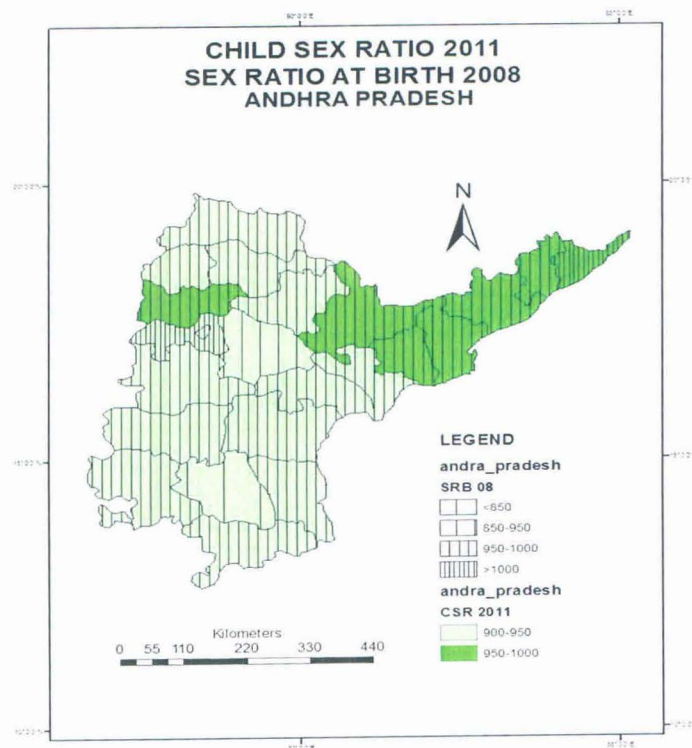 CHILD SEX RATIO 2011
SEX RATIO AT BIRTH 2008
ANDHRA PRADESH
N
LEGEND
andra_pradesh
SRB 08
<850
850-950
950-1000
>1000
andra_pradesh
CSR 2011
900-950
950-1000
Kilometers
0 55 110 220 330 440